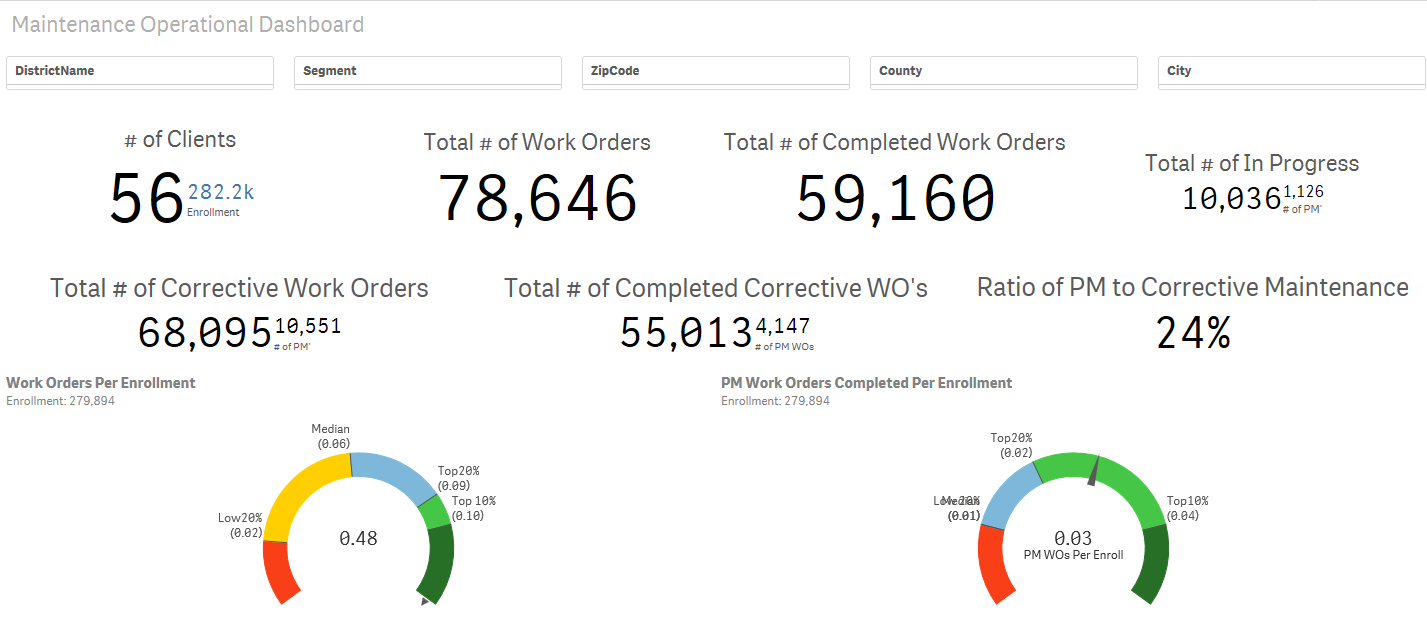 Maintenance Operational Dashboard
DistrictName
Segment
ZipCode
County
City
# of Clients
56
282.2k
Enrollment
Total # of Work Orders
78,646
Total # of Completed Work Orders
59,160
Total # of In Progress
10,036
1,126
# of PM'
Total # of Corrective Work Orders
68,095
10,551
# of PM'
Total # of Completed Corrective WO's
55,013
4,147
# of PM WOs
Ratio of PM to Corrective Maintenance
24%
Work Orders Per Enrollment
Enrollment: 279,894
Median
(0.06)
Top20%
(0.09)
Top 10%
(0.10)
Low20%
(0.02)
0.48
PM Work Orders Completed Per Enrollment
Enrollment: 279,894
Top20%
(0.02)
Low20%
Median
(0.01)
Top10%
(0.04)
0.03
PM WOs Per Enroll